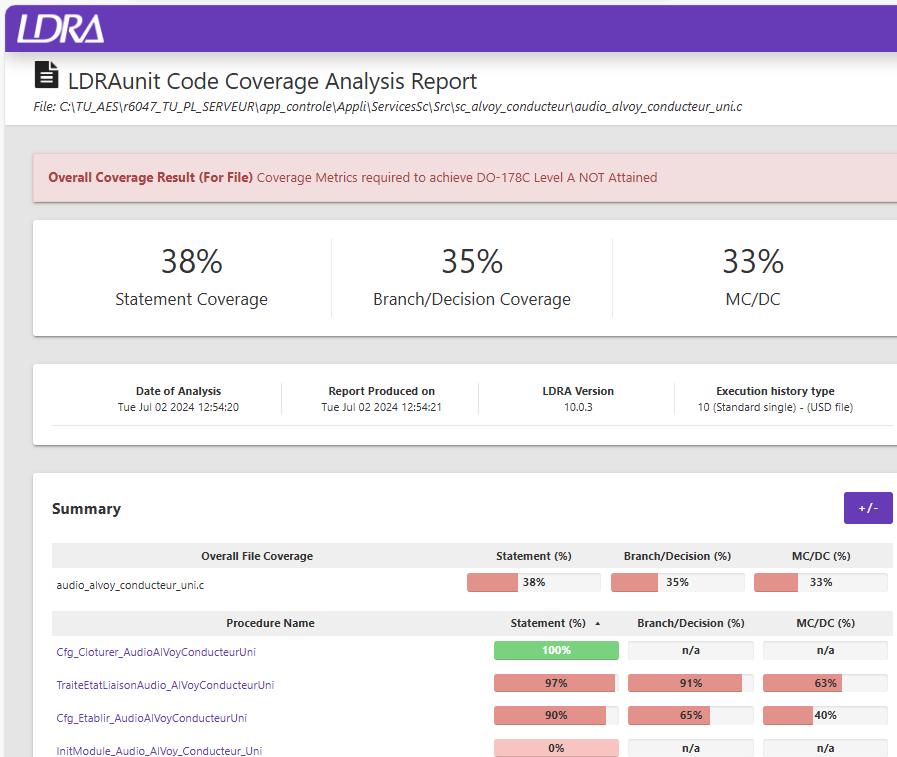 LDRA
LDRAunit Code Coverage Analysis Report
File: C:\TU_AES\r6047_TU_PL_SERVEUR\app_controle\Appli\ServicesSc\Src\sc_alvoy_conducteur\audio_alvoy_conducteur_uni.c
Overall Coverage Result (For File) Coverage Metrics required to achieve DO-178C Level A NOT Attained
38% 35% 33%
Statement Coverage Branch/Decision Coverage MC/DC
Date of Analysis Report Produced on LDRA Version Execution history type
Tue Jul 02 2024 12:54:20 Tue Jul 02 2024 12:54:21 10.0.3 10 (Standard single) - (USD file)
Summary +/-
Overall File Coverage Statement (%) Branch/Decision (%) MC/DC (%)
audio_alvoy_conducteur_uni.c 38% 35% 33%
Procedure Name Statement (%) Branch/Decision (%) MC/DC (%)
Cfg_Cloturer_AudioAlVoyConducteurUni 100% n/a n/a
TraiteEtatLiaisonAudio_AlVoyConducteurUni 97% 91% 63%
Cfg_Etablir_AudioAlVoyConducteurUni 90% 65% 40%
InitModule_Audio_AlVoy_Conducteur_Uni 0% n/a n/a